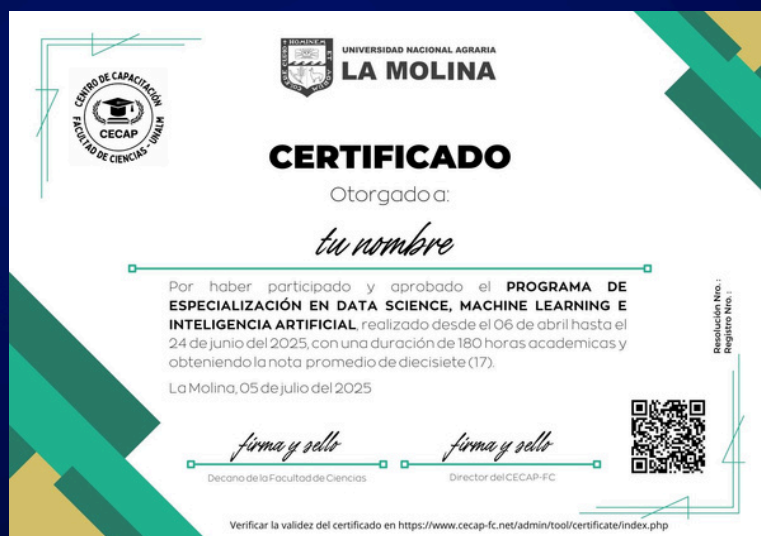 UNIVERSIDAD NACIONAL AGRARIA
LA MOLINA
CENTRO DE CAPACITACIÓN
CECAP
FACULTAD DE CIENCIAS - UNALM
CERTIFICADO
Otorgado a:
tu nombre
Por haber participado y aprobado el PROGRAMA DE
ESPECIALIZACIÓN EN DATA SCIENCE, MACHINE LEARNING E
INTELIGENCIA ARTIFICIAL, realizado desde el 06 de abril hasta el
24 de junio del 2025, con una duración de 180 horas academicas y
obteniendo la nota promedio de diecisiete (17).
La Molina, 05 de julio del 2025
Resolución Nro. :
Registro Nro. :
firma y sello
Decano de la Facultad de Ciencias
firma y sello
Director del CECAP-FC
Verificar la validez del certificado en https://www.cecap-fc.net/admin/tool/certificate/index.php